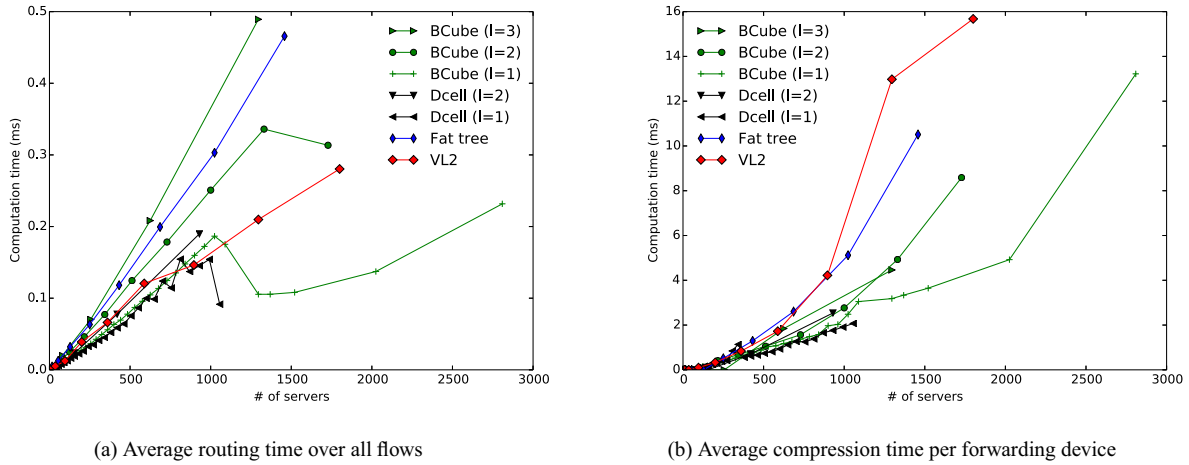 0.5
0.4
0.3
0.2
0.1
0.0
Computation time (ms)
0
500
1000
1500
2000
2500
3000
# of servers
BCube (l=3)
BCube (l=2)
BCube (l=1)
Dcell (l=2)
Dcell (l=1)
Fat tree
VL2
(a) Average routing time over all flows
16
14
12
10
8
6
4
2
0
Computation time (ms)
0
500
1000
1500
2000
2500
3000
# of servers
BCube (l=3)
BCube (l=2)
BCube (l=1)
Dcell (l=2)
Dcell (l=1)
Fat tree
VL2
(b) Average compression time per forwarding device